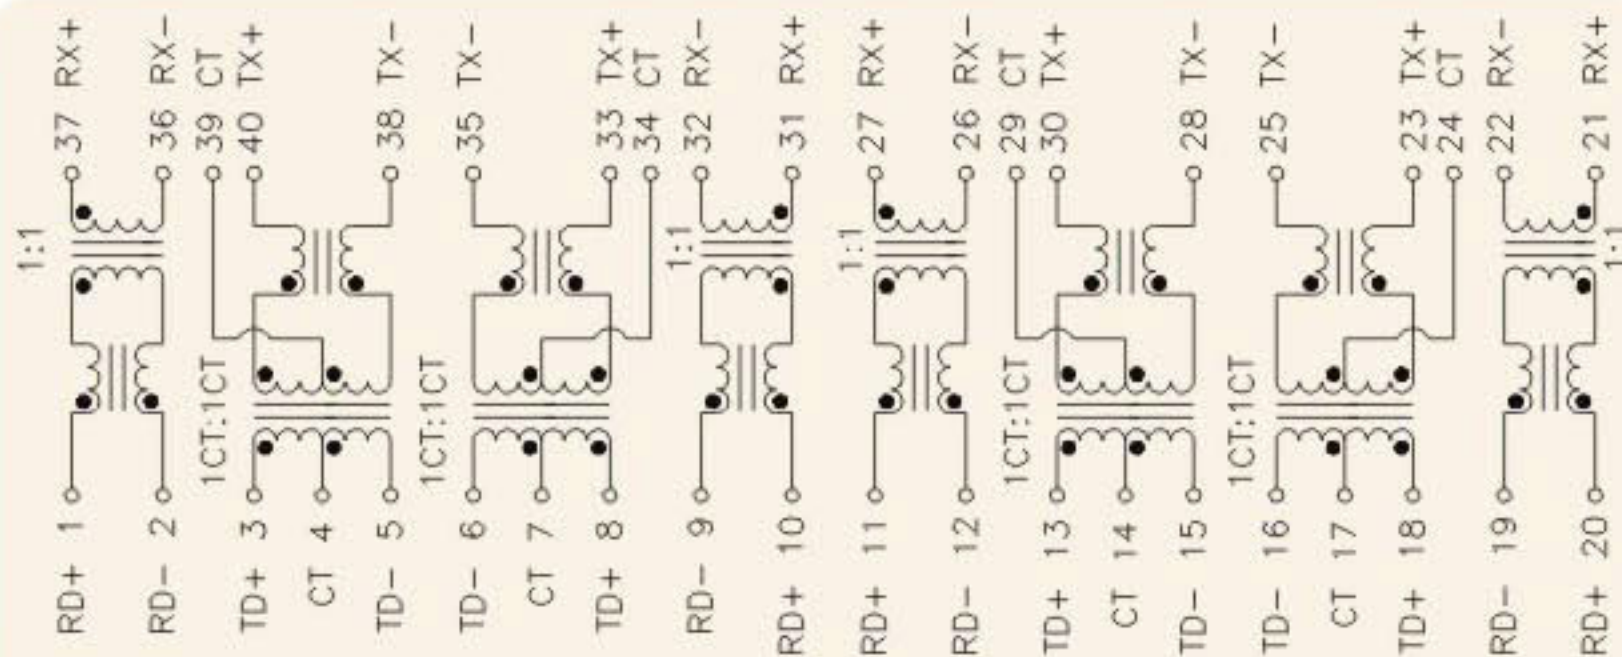 37 RX+
36 RX-
39 CT
40 TX+
38 TX-
35 TX-
33 TX+
34 CT
32 RX-
31 RX+
27 RX+
26 RX-
29 CT
30 TX+
28 TX-
25 TX-
23 TX+
24 CT
22 RX-
21 RX+
1:1
1:1
1:1
1:1
1CT:1CT
1CT:1CT
1CT:1CT
1CT:1CT
RD+ 1
RD- 2
TD+ 3
CT 4
TD- 5
TD- 6
CT 7
TD+ 8
RD- 9
RD+ 10
RD+ 11
RD- 12
TD+ 13
CT 14
TD- 15
TD- 16
CT 17
TD+ 18
RD- 19
RD+ 20